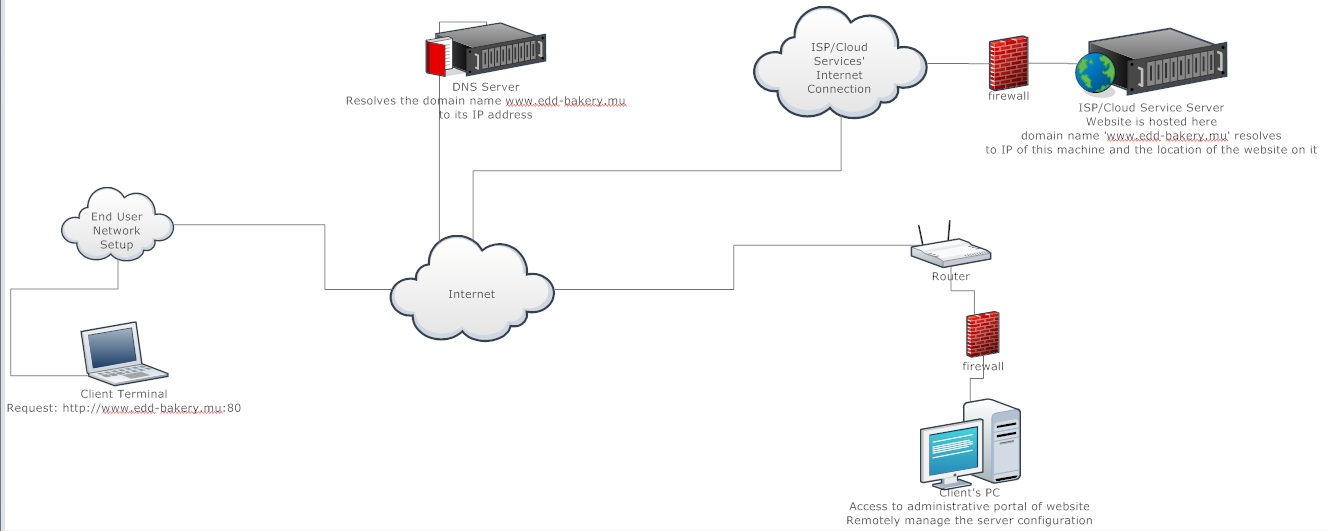 DNS Server
Resolves the domain name www.edd-bakery.mu
to its IP address
ISP/Cloud
Services'
Internet
Connection
firewall
ISP/Cloud Service Server
Website is hosted here
domain name 'www.edd-bakery.mu' resolves
to IP of this machine and the location of the website on it
End User
Network
Setup
Internet
Router
firewall
Client Terminal
Request: http://www.edd-bakery.mu:80
Client's PC
Access to administrative portal of website
Remotely manage the server configuration